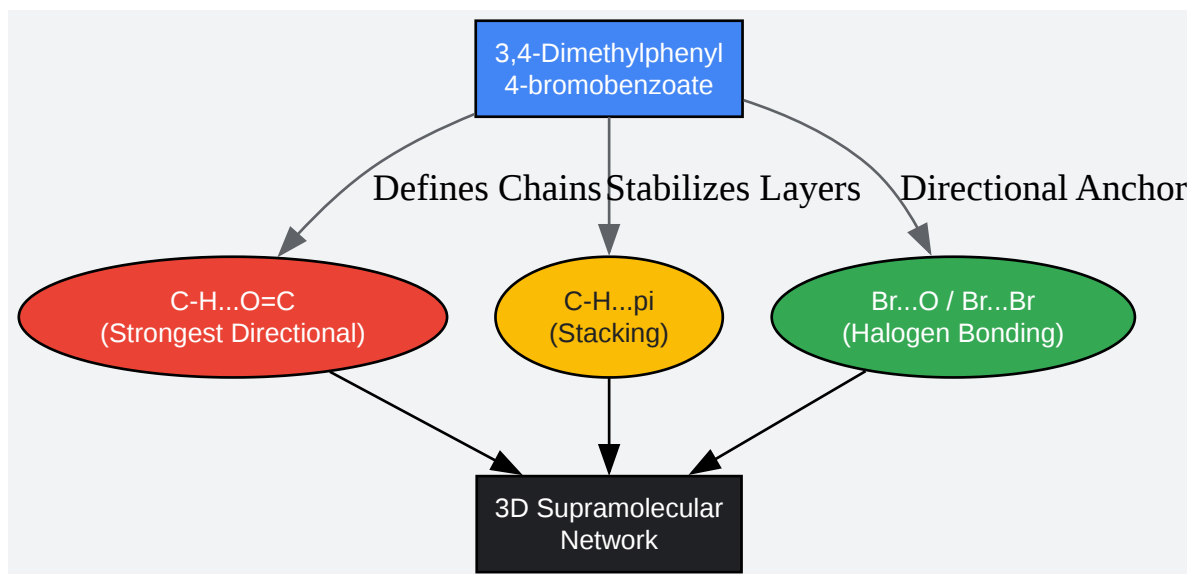 3,4-Dimethylphenyl
4-bromobenzoate
Defines Chains
Stabilizes Layers
Directional Anchor
C-H...O=C
(Strongest Directional)
C-H...pi
(Stacking)
Br...O / Br...Br
(Halogen Bonding)
3D Supramolecular
Network